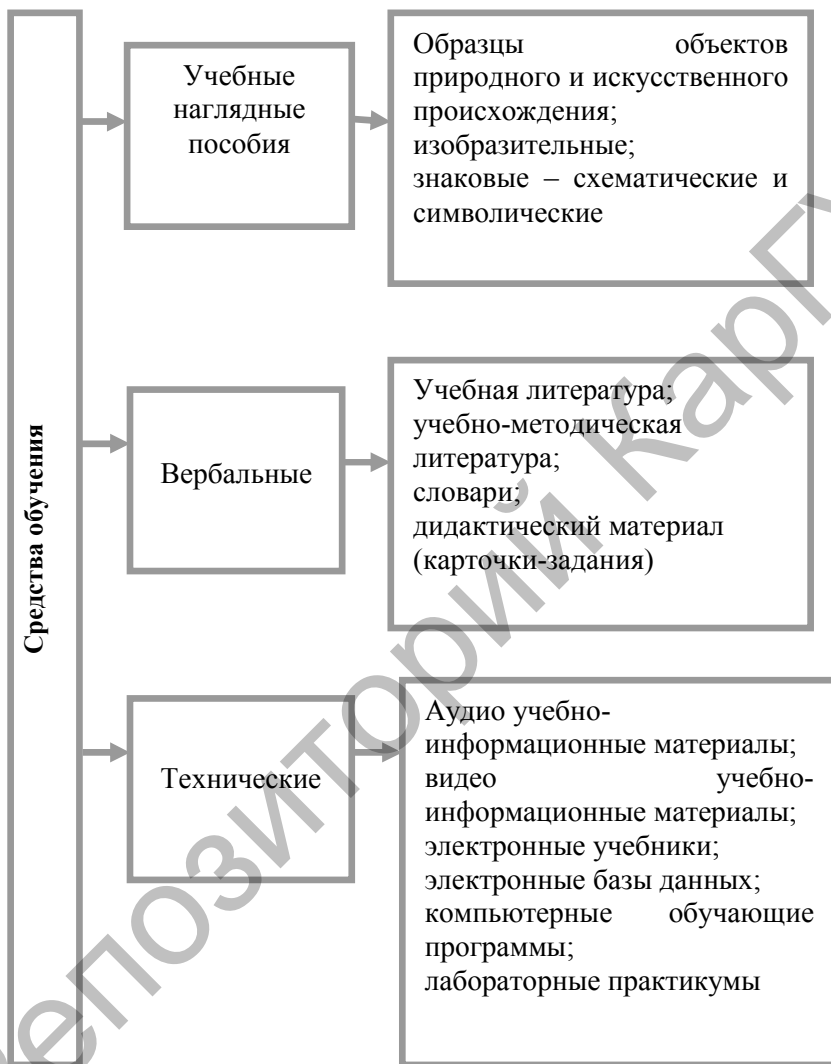 Средства обучения
Учебные
наглядные
пособия
Образцы объектов
природного и искусственного
происхождения;
изобразительные;
знаковые – схематические и
символические
Вербальные
Учебная литература;
учебно-методическая
литература;
словари;
дидактический материал
(карточки-задания)
Технические
Аудио учебно-
информационные материалы;
видео учебно-
информационные материалы;
электронные учебники;
электронные базы данных;
компьютерные обучающие
программы;
лабораторные практикумы